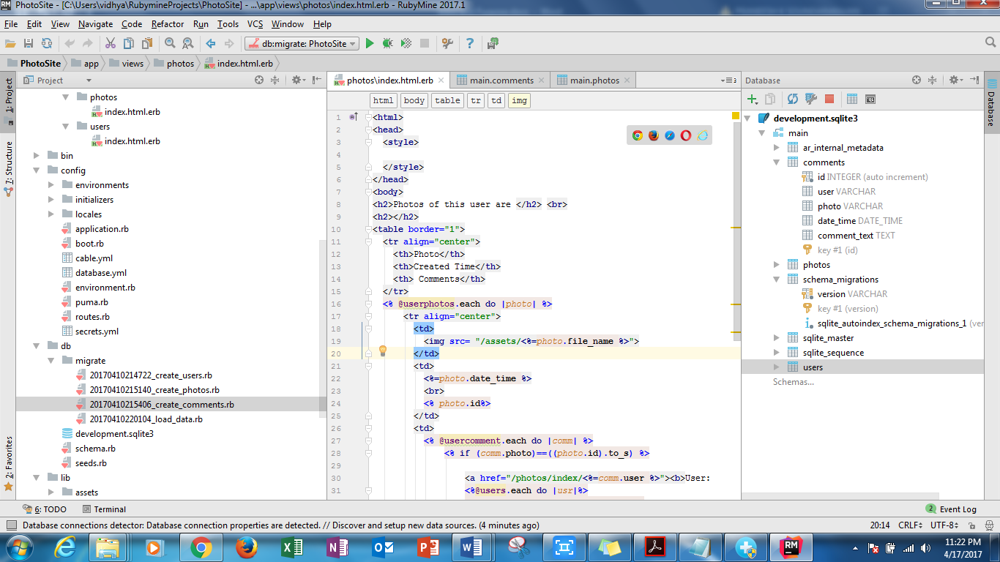 PhotoSite - [C:\Users\vidhya\RubymineProjects\PhotoSite] - ...\app\views\photos\index.html.erb - RubyMine 2017.1
File Edit View Navigate Code Refactor Run Tools VCS Window Help
db:migrate: PhotoSite
PhotoSite app views photos index.html.erb
1: Project
7: Structure
2: Favorites
Project
photos
index.html.erb
users
index.html.erb
bin
config
environments
initializers
locales
application.rb
boot.rb
cable.yml
database.yml
environment.rb
puma.rb
routes.rb
secrets.yml
db
migrate
20170410214722_create_users.rb
20170410215140_create_photos.rb
20170410215406_create_comments.rb
20170410220104_load_data.rb
development.sqlite3
schema.rb
seeds.rb
lib
assets
photos\index.html.erb main.comments main.photos
html body table tr td img
1 <html>
2 <head>
3 <style>
4
5 </style>
6 </head>
7 <body>
8 <h2>Photos of this user are </h2> <br>
9 <h2></h2>
10 <table border="1">
11 <tr align="center">
12 <th>Photo</th>
13 <th>Created Time</th>
14 <th> Comments</th>
15 </tr>
16 <% @userphotos.each do |photo| %>
17 <tr align="center">
18 <td>
19 <img src= "/assets/<%=photo.file_name %>">
20 </td>
21 <td>
22 <%=photo.date_time %>
23 <br>
24 <% photo.id%>
25 </td>
26 <td>
27 <% @usercomment.each do |comm| %>
28 <% if (comm.photo)==((photo.id).to_s) %>
29
30 <a href="/photos/index/<%=comm.user %>"><b>User:
31 <%@users.each do |usr|%>
Database
development.sqlite3
main
ar_internal_metadata
comments
id INTEGER (auto increment)
user VARCHAR
photo VARCHAR
date_time DATE_TIME
comment_text TEXT
key #1 (id)
photos
schema_migrations
version VARCHAR
key #1 (version)
sqlite_autoindex_schema_migrations_1 (ver
sqlite_master
sqlite_sequence
users
Schemas...
Database
6: TODO Terminal 2 Event Log
Database connections detector: Database connection properties are detected. // Discover and setup new data sources. (4 minutes ago) 20:14 CRLF UTF-8
11:22 PM
4/17/2017